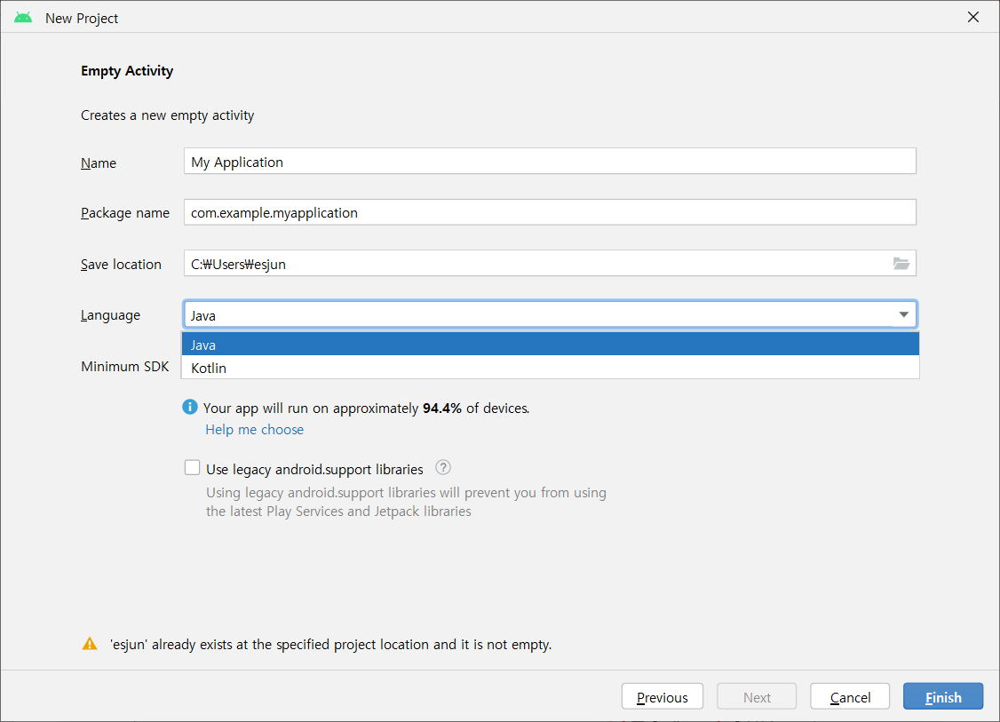 New Project
Empty Activity
Creates a new empty activity
Name My Application
Package name com.example.myapplication
Save location C:₩Users₩esjun
Language Java
Java
Minimum SDK Kotlin
Your app will run on approximately 94.4% of devices.
Help me choose
Use legacy android.support libraries ?
Using legacy android.support libraries will prevent you from using
the latest Play Services and Jetpack libraries
'esjun' already exists at the specified project location and it is not empty.
Previous Next Cancel Finish